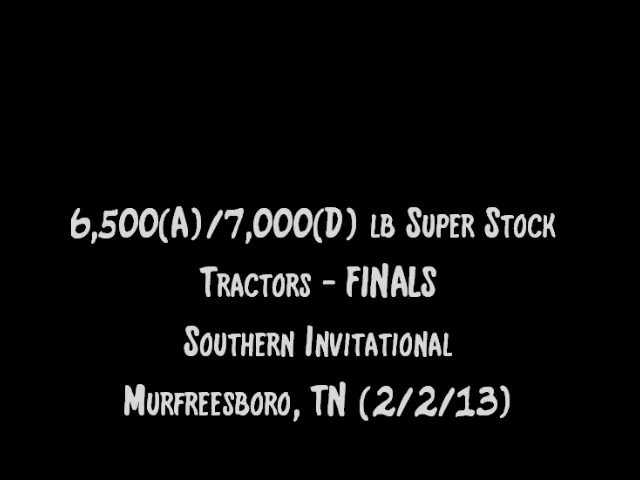 6,500(A)/7,000(D) lb Super Stock
Tractors - FINALS
Southern Invitational
Murfreesboro, TN (2/2/13)